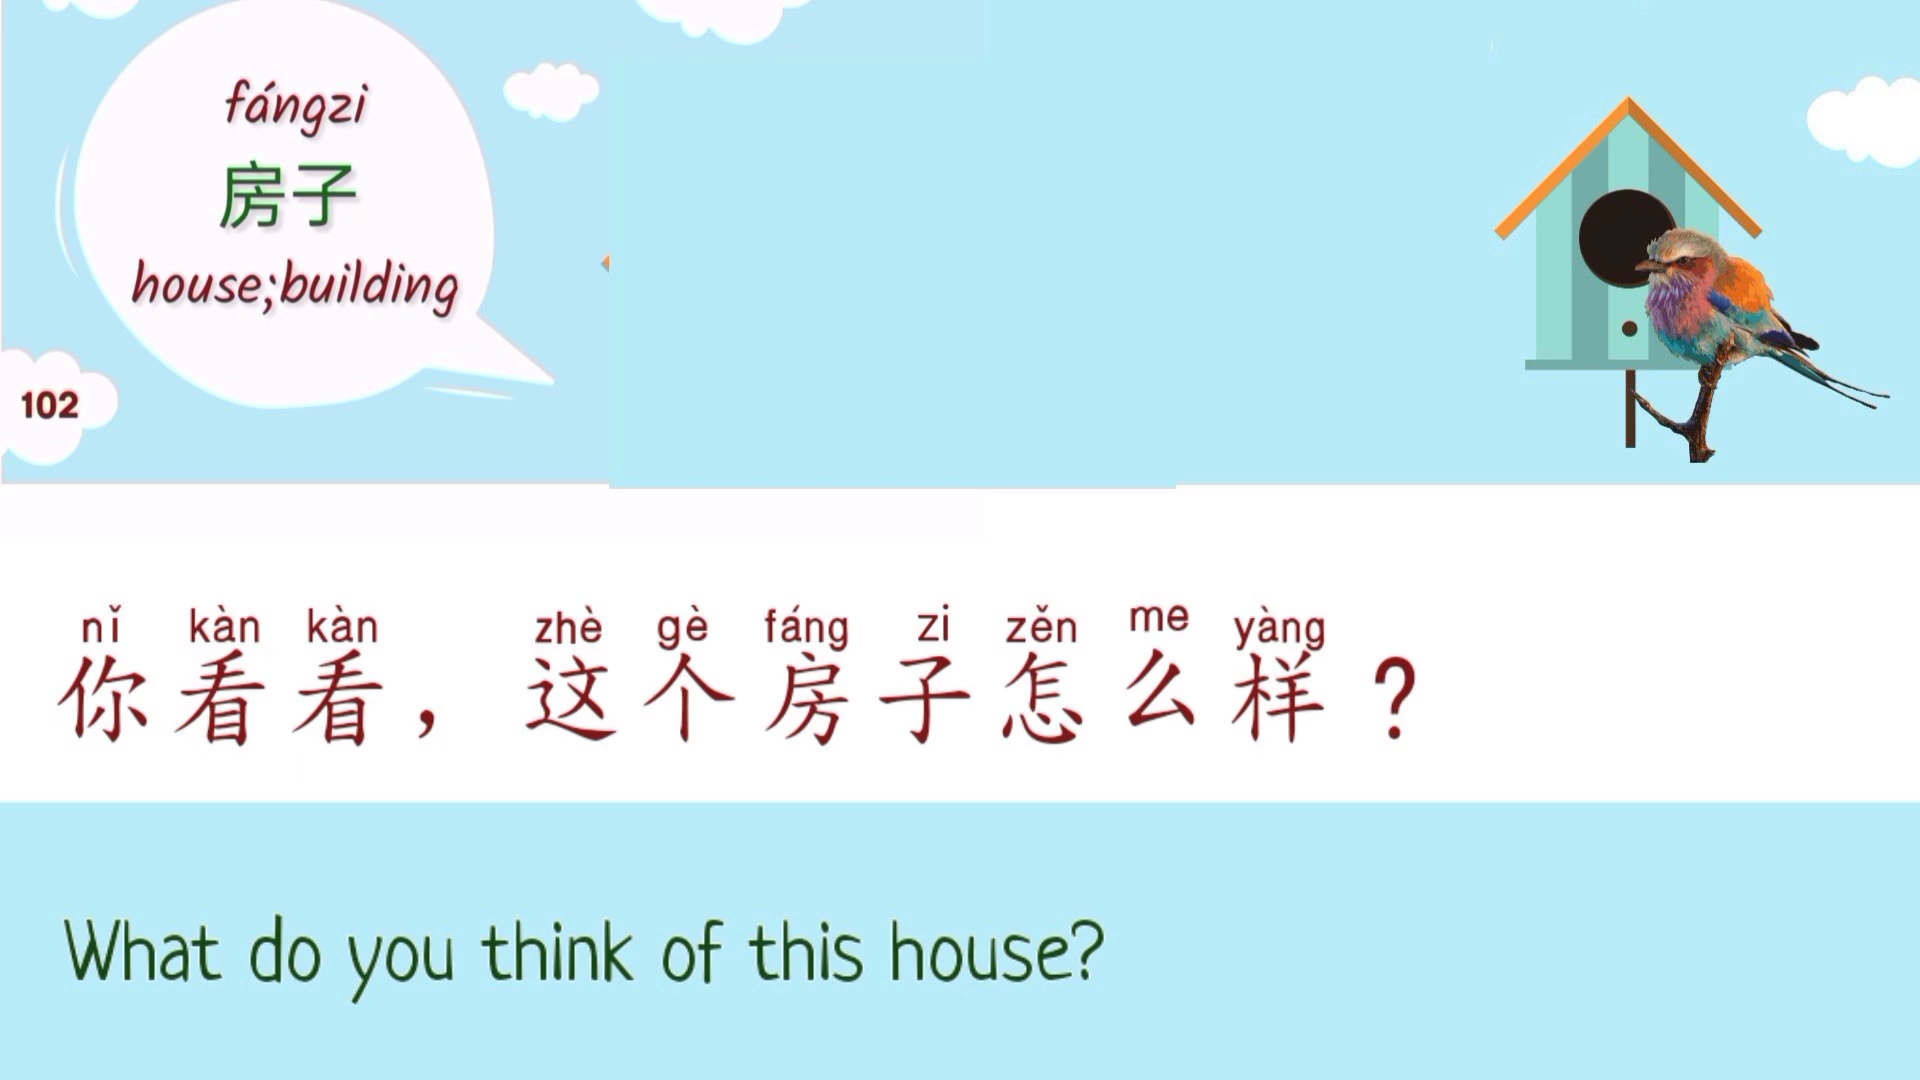 fángzi
房子
house;building
102
nǐ kàn kàn zhè gè fáng zi zěn me yàng
你看看，这个房子怎么样？
What do you think of this house?